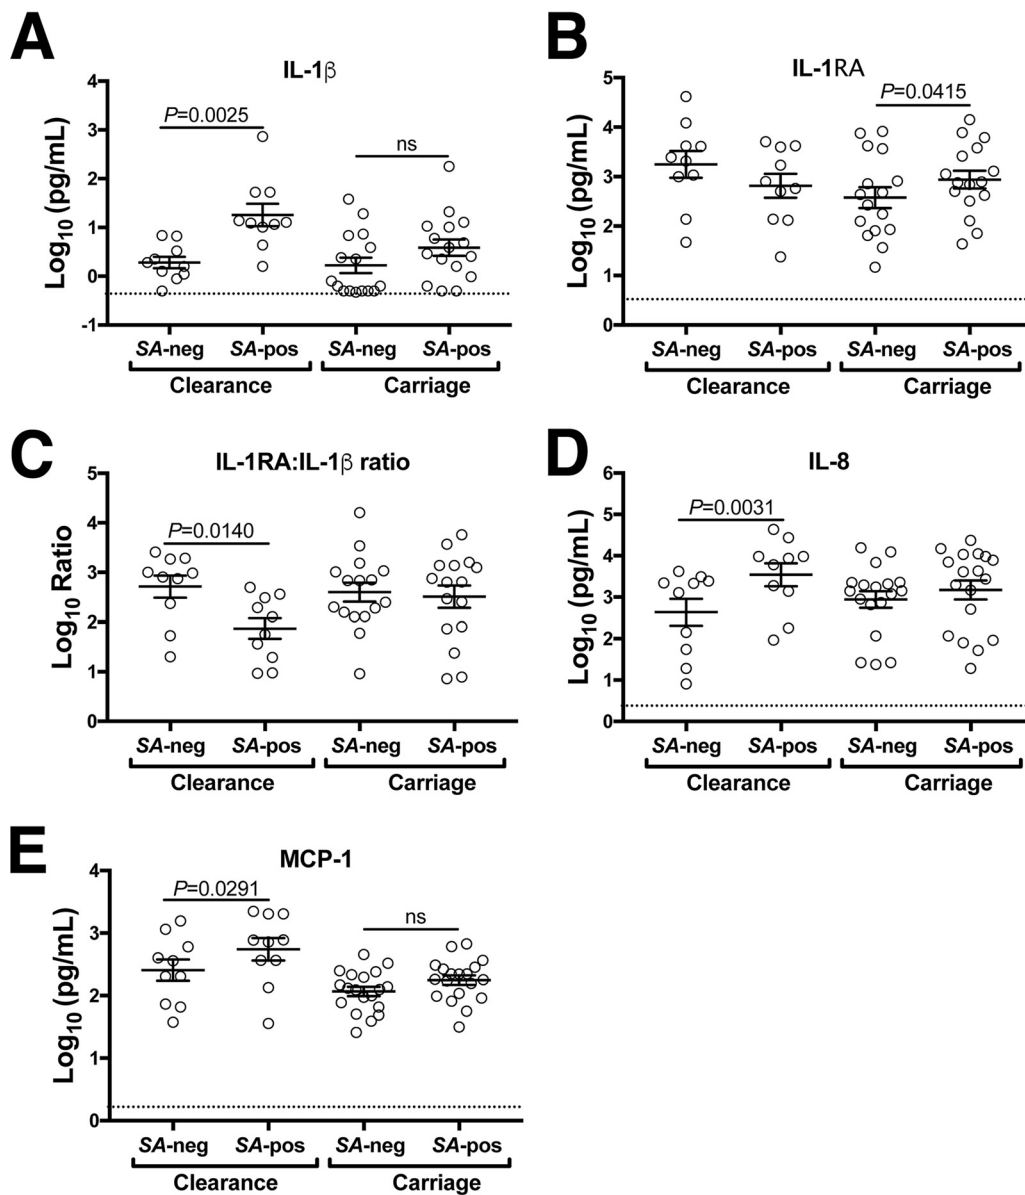 A
IL-1β
Log10 (pg/mL)
4
3
2
1
0
-1
P=0.0025
ns
SA-neg SA-pos SA-neg SA-pos
Clearance Carriage
B
IL-1RA
Log10 (pg/mL)
5
4
3
2
1
0
P=0.0415
SA-neg SA-pos SA-neg SA-pos
Clearance Carriage
C
IL-1RA:IL-1β ratio
Log10 Ratio
5
4
3
2
1
0
P=0.0140
SA-neg SA-pos SA-neg SA-pos
Clearance Carriage
D
IL-8
Log10 (pg/mL)
6
5
4
3
2
1
0
P=0.0031
SA-neg SA-pos SA-neg SA-pos
Clearance Carriage
E
MCP-1
Log10 (pg/mL)
4
3
2
1
0
P=0.0291
ns
SA-neg SA-pos SA-neg SA-pos
Clearance Carriage